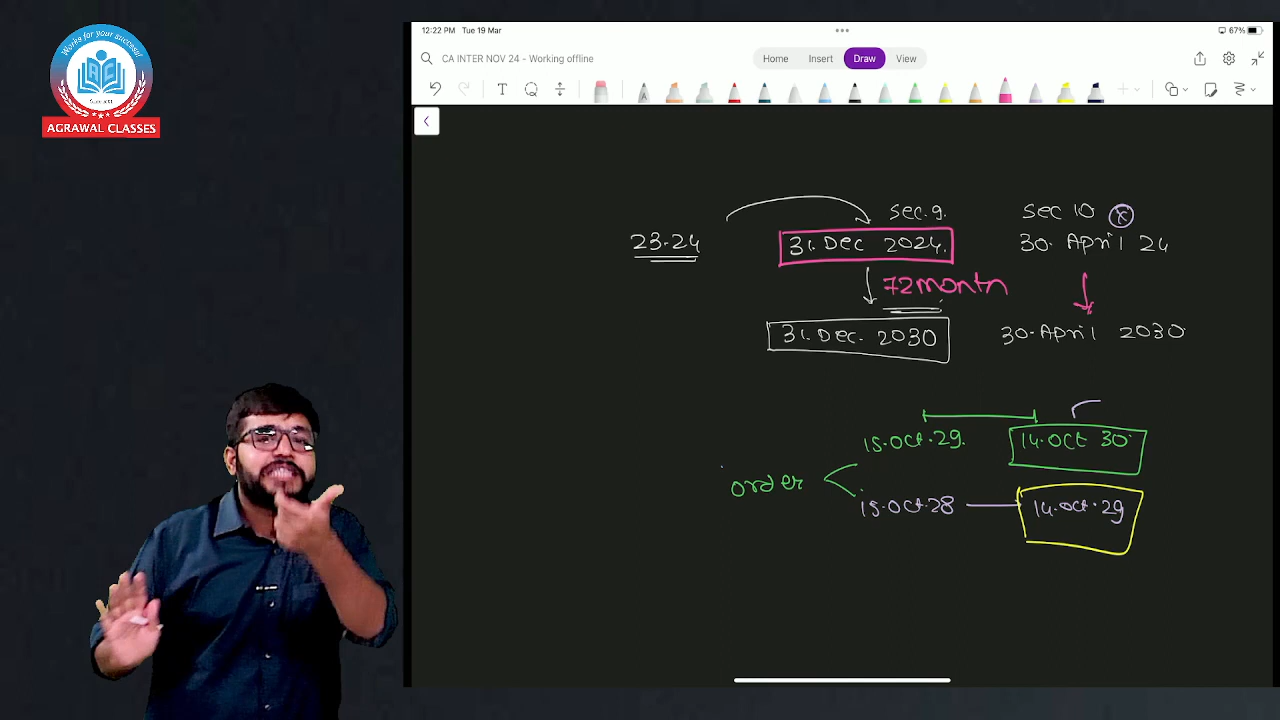 Works for your success!
AC
AGRAWAL CLASSES
12:22 PM Tue 19 Mar
67%
CA INTER NOV 24 - Working offline
Home Insert Draw View
sec.9. sec 10 x
23.24 31. Dec 2024. 30. April 24
72month
31. Dec. 2030 30.April 2030
15.oct.29. 14.oct 30
order
15.oct.28 14.oct.29